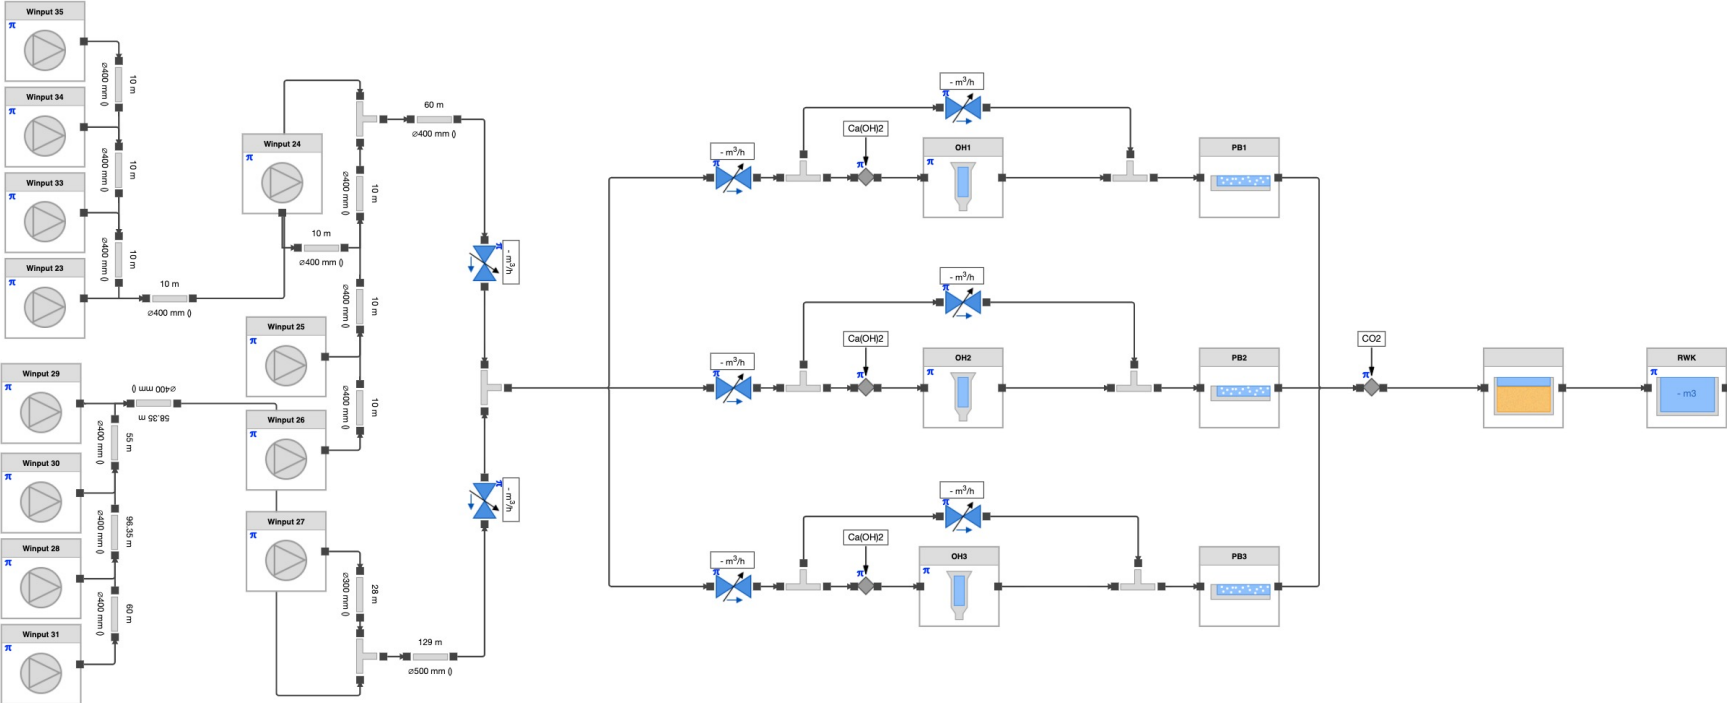 Winput 35
π
10 m
⌀400 mm ()
Winput 34
π
10 m
⌀400 mm ()
Winput 33
π
10 m
⌀400 mm ()
Winput 23
π
10 m
⌀400 mm ()
Winput 24
π
10 m
⌀400 mm ()
10 m
⌀400 mm ()
60 m
⌀400 mm ()
10 m
⌀400 mm ()
Winput 25
π
10 m
⌀400 mm ()
Winput 26
π
Winput 29
π
58.35 m
⌀400 mm ()
55 m
⌀400 mm ()
Winput 30
π
96.35 m
⌀400 mm ()
Winput 28
π
60 m
⌀400 mm ()
Winput 31
π
Winput 27
π
28 m
⌀300 mm ()
129 m
⌀500 mm ()
π
- m³/h
π
- m³/h
- m³/h
π
- m³/h
π
Ca(OH)2
π
OH1
π
PB1
- m³/h
π
- m³/h
π
Ca(OH)2
π
OH2
π
PB2
- m³/h
π
- m³/h
π
Ca(OH)2
π
OH3
π
PB3
CO2
π
RWK
π
- m3